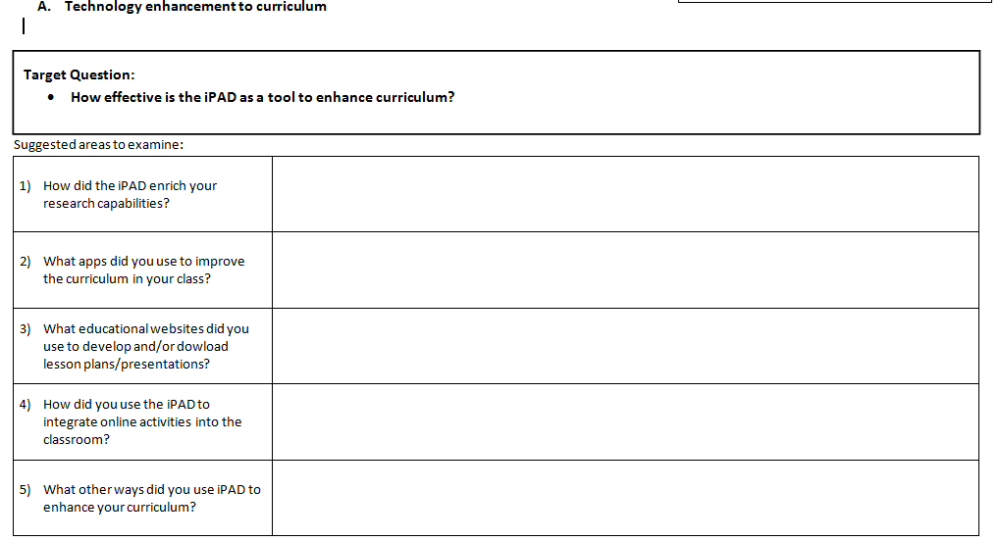 A. Technology enhancement to curriculum
Target Question:
• How effective is the iPAD as a tool to enhance curriculum?
Suggested areas to examine:
1) How did the iPAD enrich your
research capabilities?
2) What apps did you use to improve
the curriculum in your class?
3) What educational websites did you
use to develop and/or dowload
lesson plans/presentations?
4) How did you use the iPAD to
integrate online activities into the
classroom?
5) What other ways did you use iPAD to
enhance your curriculum?